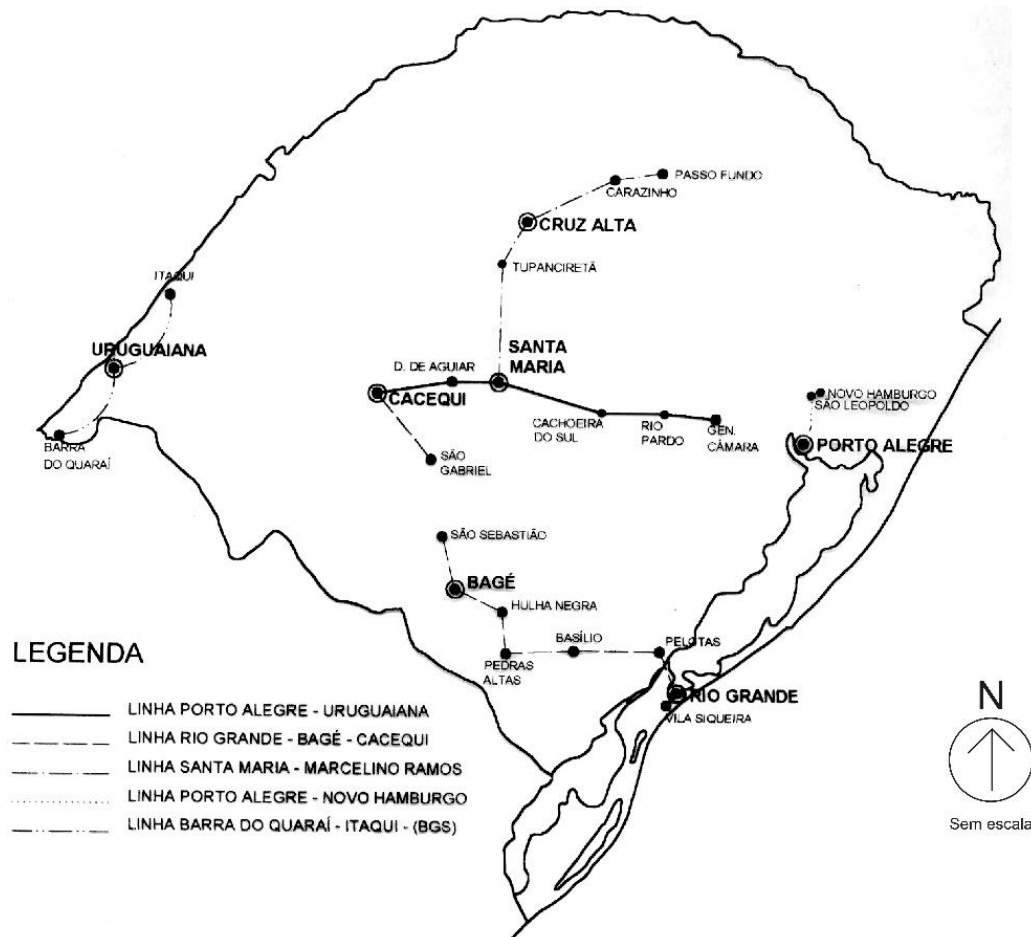 PASSO FUNDO
CARAZINHO
CRUZ ALTA
TUPANCIRETÃ
ITAQUI
URUGUAIANA
SANTA
MARIA
D. DE AGUIAR
CACEQUI
NOVO HAMBURGO
SÃO LEOPOLDO
CACHOEIRA
DO SUL
RIO
PARDO
GEN.
CÂMARA
PORTO ALEGRE
BARRA
DO QUARAÍ
SÃO
GABRIEL
SÃO SEBASTIÃO
BAGÉ
HULHA NEGRA
BASÍLIO
PELOTAS
PEDRAS
ALTAS
RIO GRANDE
VILA SIQUEIRA
LEGENDA
LINHA PORTO ALEGRE - URUGUAIANA
LINHA RIO GRANDE - BAGÉ - CACEQUI
LINHA SANTA MARIA - MARCELINO RAMOS
LINHA PORTO ALEGRE - NOVO HAMBURGO
LINHA BARRA DO QUARAÍ - ITAQUI - (BGS)
N
Sem escala